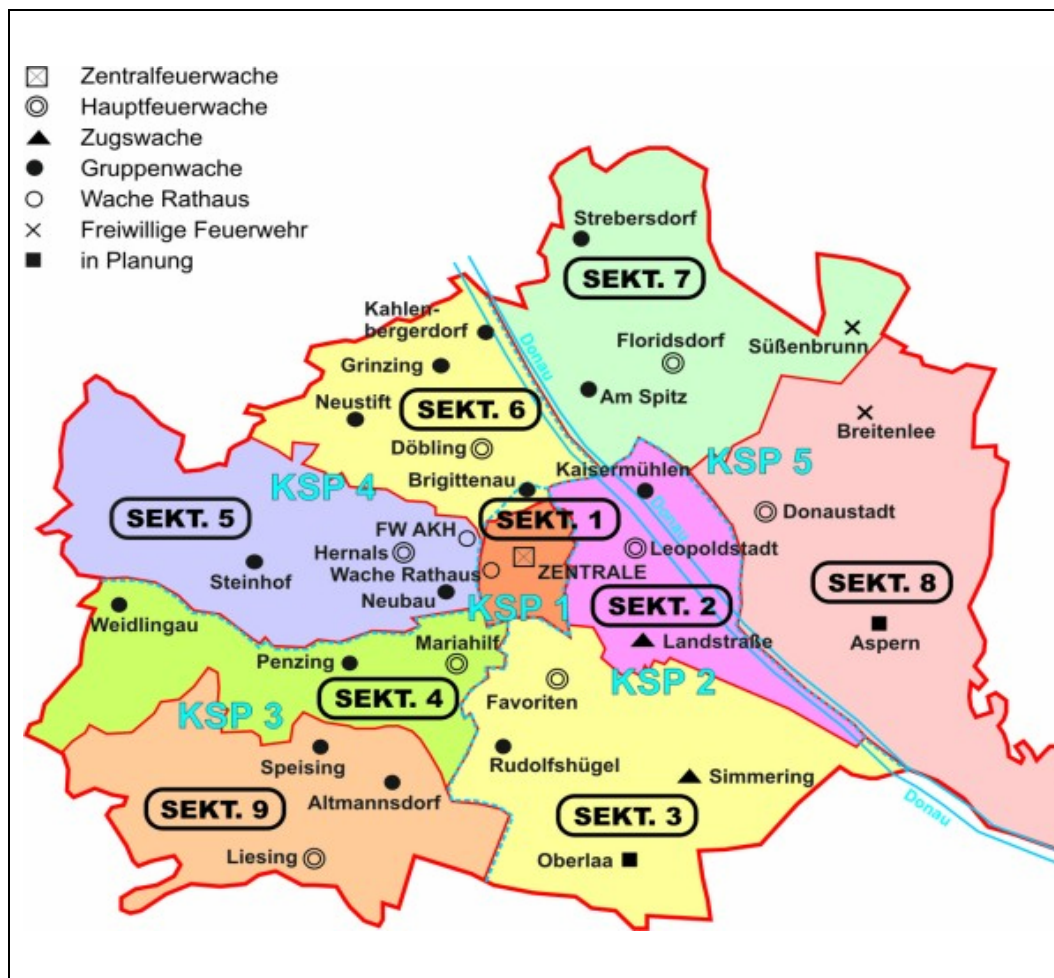 Zentralfeuerwache
Hauptfeuerwache
Zugswache
Gruppenwache
Wache Rathaus
Freiwillige Feuerwehr
in Planung
Strebersdorf
SEKT. 7
Kahlen-
bergerdorf
Donau
Floridsdorf
Süßenbrunn
Grinzing
Am Spitz
Neustift
SEKT. 6
Breitenlee
Döbling
KSP 5
Kaisermühlen
KSP 4
Brigittenau
Donau
Donaustadt
SEKT. 5
SEKT. 1
FW AKH
Hernals
Leopoldstadt
Steinhof
Wache Rathaus
ZENTRALE
SEKT. 8
Neubau
KSP 1
SEKT. 2
Weidlingau
Mariahilf
Landstraße
Aspern
Penzing
KSP 2
SEKT. 4
Favoriten
KSP 3
Speising
Rudolfshügel
Simmering
Altmannsdorf
Donau
SEKT. 9
SEKT. 3
Liesing
Oberlaa